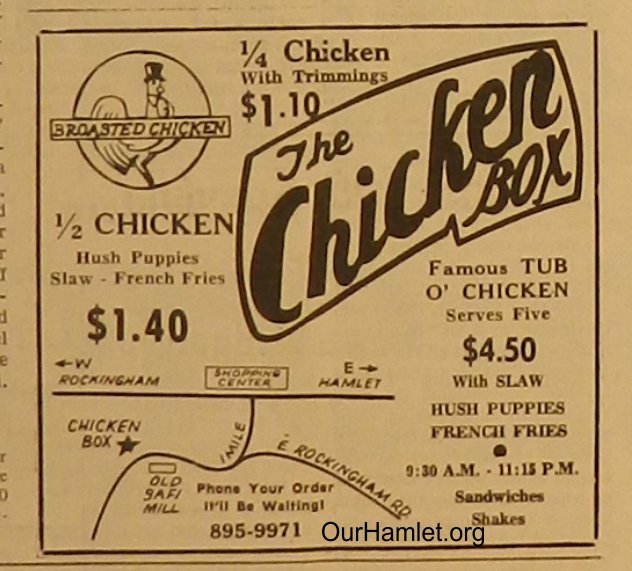 ¼ Chicken
With Trimmings
$1.10
BROASTED CHICKEN
The
Chicken
BOX
½ CHICKEN
Hush Puppies
Slaw - French Fries
$1.40
Famous TUB
O' CHICKEN
Serves Five
$4.50
With SLAW
HUSH PUPPIES
FRENCH FRIES
9:30 A.M. - 11:15 P.M.
Sandwiches
Shakes
←W
ROCKINGHAM
SHOPPING
CENTER
E→
HAMLET
CHICKEN
BOX
1 MILE
E ROCKINGHAM RD
OLD
SAFI
MILL
Phone Your Order
It'll Be Waiting!
895-9971
OurHamlet.org